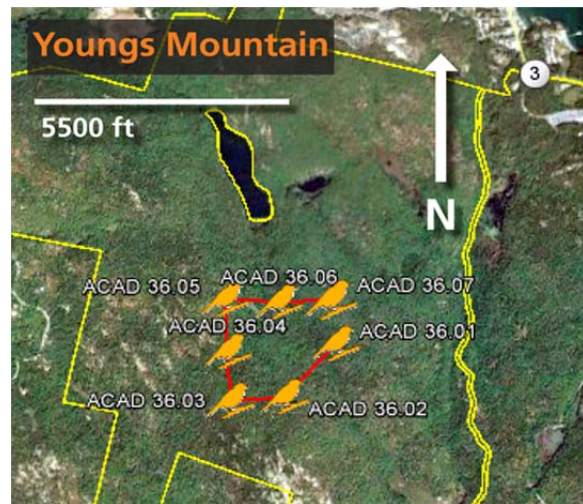 Youngs Mountain
3
5500 ft
N
ACAD 36.05
ACAD 36.06
ACAD 36.07
ACAD 36.04
ACAD 36.01
ACAD 36.03
ACAD 36.02